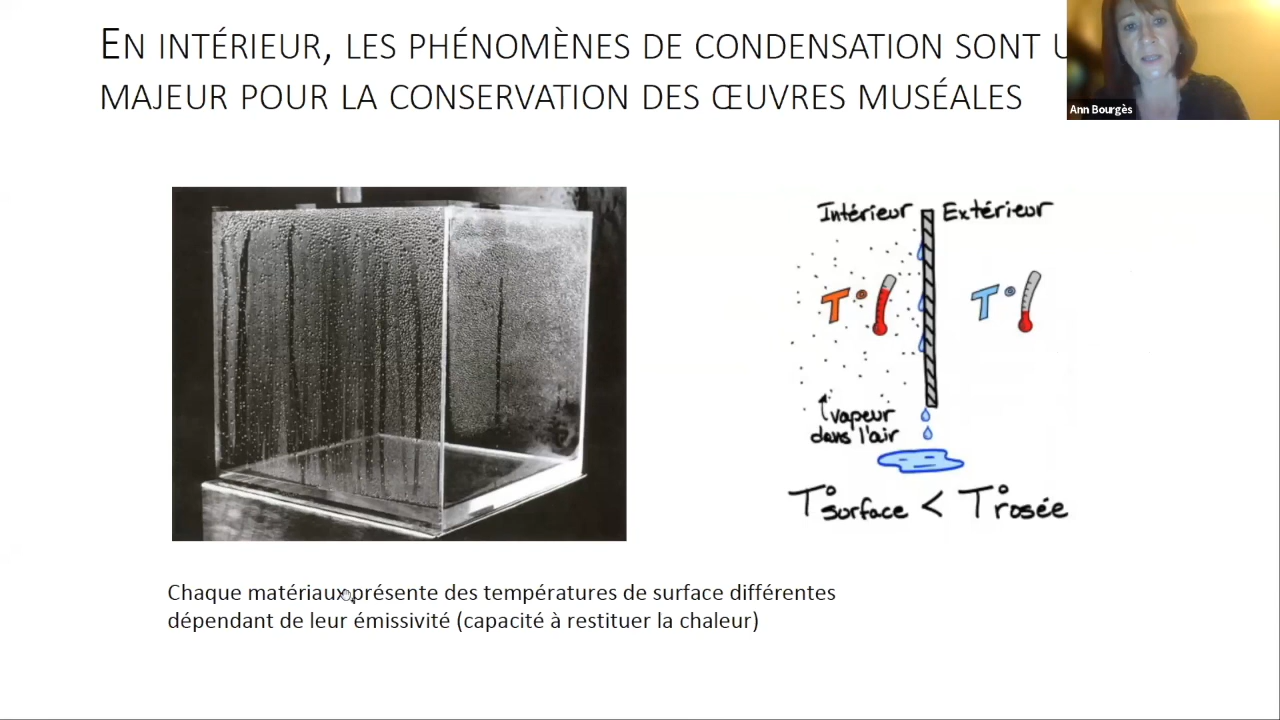 EN INTÉRIEUR, LES PHÉNOMÈNES DE CONDENSATION SONT
MAJEUR POUR LA CONSERVATION DES ŒUVRES MUSÉALES
Ann Bourgès
Intérieur Extérieur
T° T°
vapeur
dans l'air
T° surface < T° rosée
Chaque matériaux présente des températures de surface différentes
dépendant de leur émissivité (capacité à restituer la chaleur)